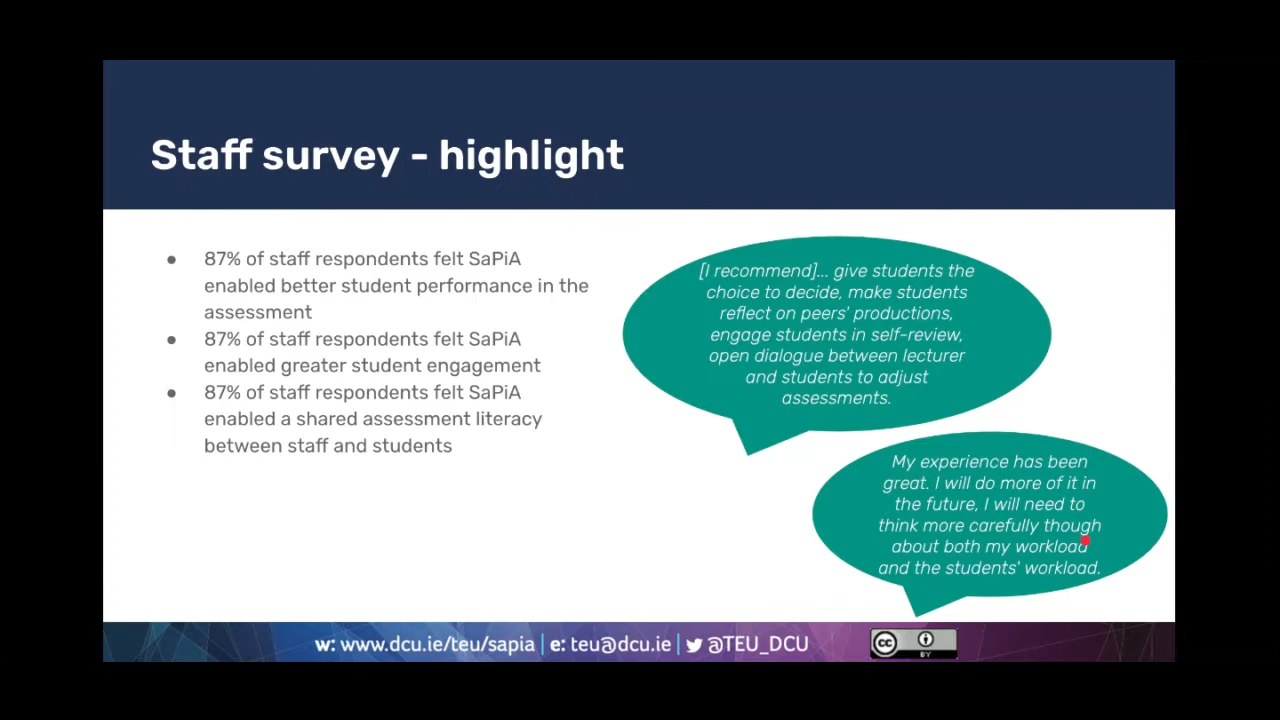 Staff survey - highlight
● 87% of staff respondents felt SaPiA
enabled better student performance in the
assessment
● 87% of staff respondents felt SaPiA
enabled greater student engagement
● 87% of staff respondents felt SaPiA
enabled a shared assessment literacy
between staff and students
[I recommend]... give students the
choice to decide, make students
reflect on peers' productions,
engage students in self-review,
open dialogue between lecturer
and students to adjust
assessments.
My experience has been
great. I will do more of it in
the future, I will need to
think more carefully though
about both my workload
and the students' workload.
w: www.dcu.ie/teu/sapia | e: teu@dcu.ie | @TEU_DCU
cc
BY